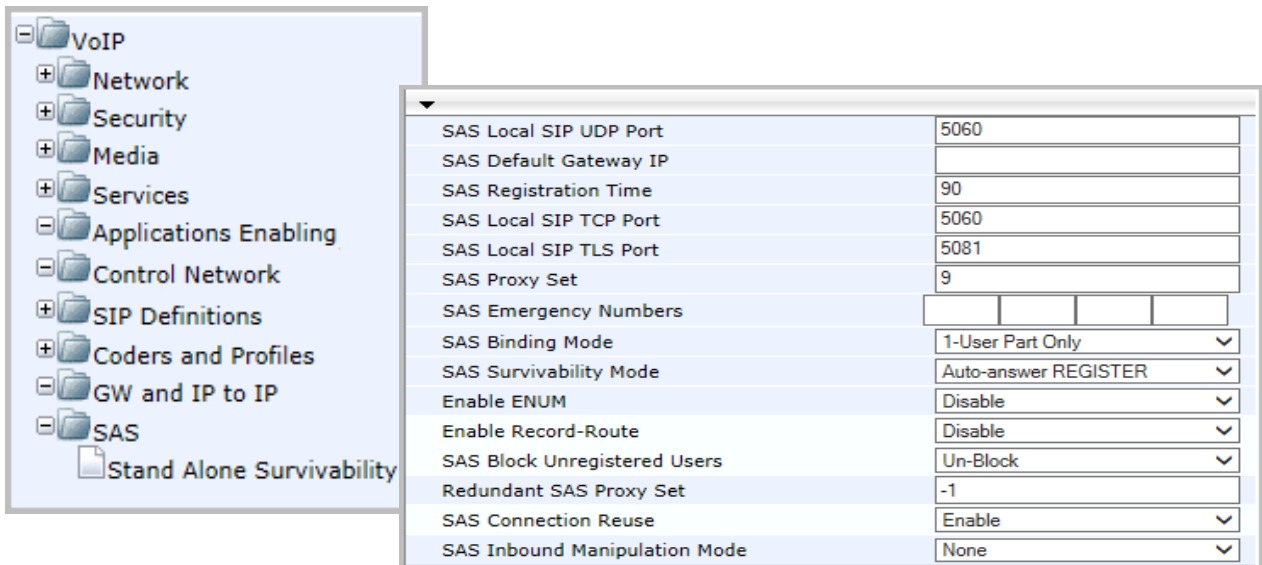 VoIP
Network
Security
Media
Services
Applications Enabling
Control Network
SIP Definitions
Coders and Profiles
GW and IP to IP
SAS
Stand Alone Survivability
SAS Local SIP UDP Port 5060
SAS Default Gateway IP
SAS Registration Time 90
SAS Local SIP TCP Port 5060
SAS Local SIP TLS Port 5081
SAS Proxy Set 9
SAS Emergency Numbers
SAS Binding Mode 1-User Part Only
SAS Survivability Mode Auto-answer REGISTER
Enable ENUM Disable
Enable Record-Route Disable
SAS Block Unregistered Users Un-Block
Redundant SAS Proxy Set -1
SAS Connection Reuse Enable
SAS Inbound Manipulation Mode None